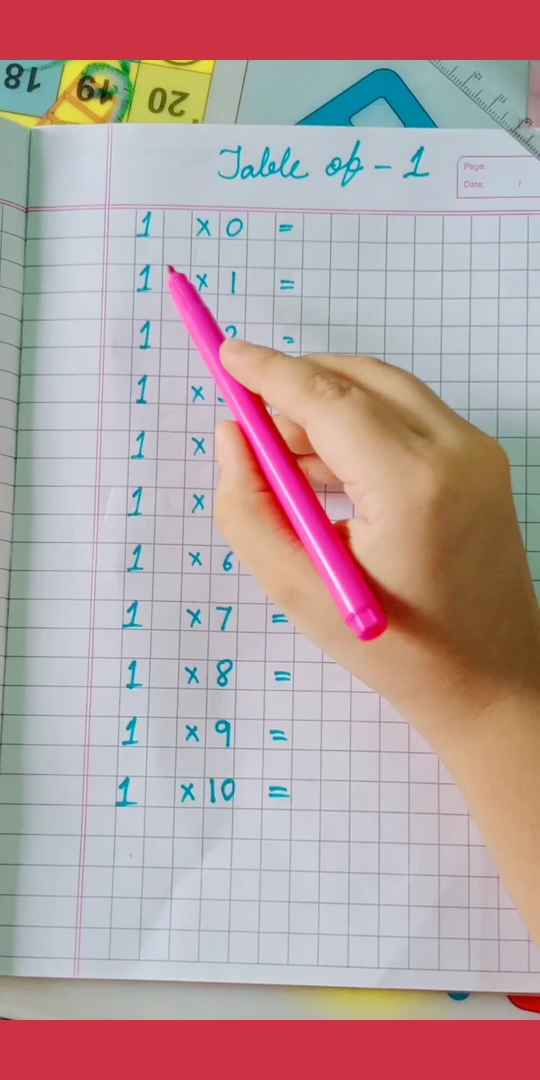 18 19 20
Table of - 1
Page:
Date: /
1 × 0 =
1 × 1 =
1 2 =
1 ×
1 ×
1 ×
1 × 6
1 × 7 =
1 × 8 =
1 × 9 =
1 × 10 =